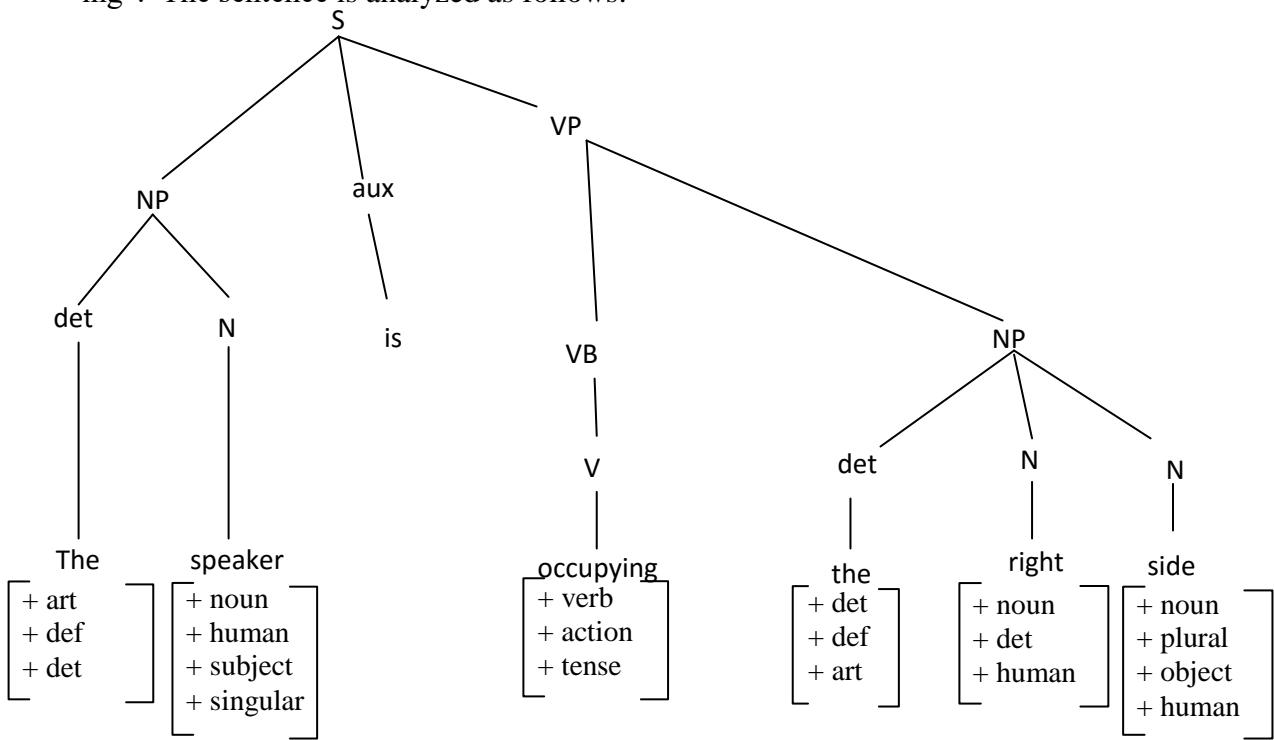 ng". The sentence is analyzed as follows:
S
VP
NP
aux
det
N
is
VB
NP
V
det
N
N
The
speaker
occupying
the
right
side
+ art
+ def
+ det
+ noun
+ human
+ subject
+ singular
+ verb
+ action
+ tense
+ det
+ def
+ art
+ noun
+ det
+ human
+ noun
+ plural
+ object
+ human